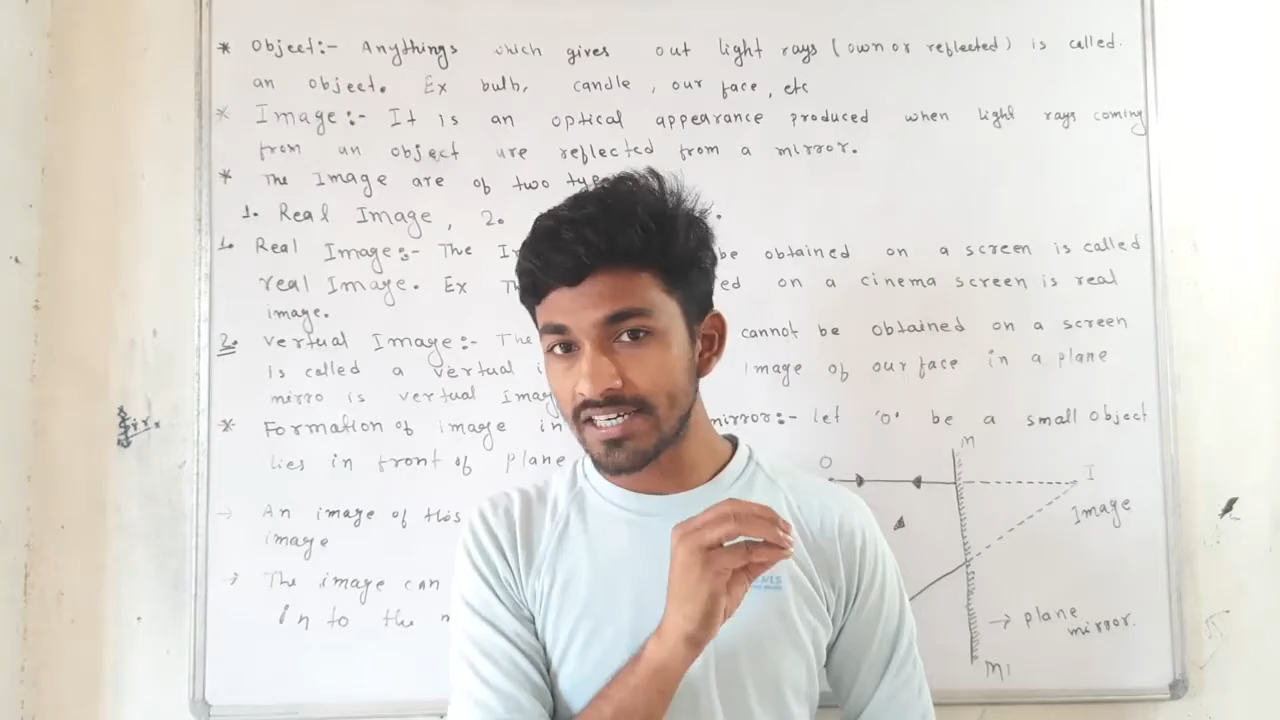 * Object:- Anythings which gives out light rays (own or reflected) is called.
an object. Ex bulb, candle, our face, etc
* Image:- It is an optical appearance produced when light rays coming
from an object are reflected from a mirror.
* The Image are of two
1. Real Image, 2.
1. Real Image:- The be obtained on a screen is called
real Image. Ex on a cinema screen is real
image.
2. vertual Image:- The cannot be obtained on a screen
is called a vertual image of our face in a plane
mirro is vertual
* Formation of image in mirror:- let 'O' be a small object
lies in front of plane
O
M
I
Image
→ An image of this
image
→ The image can
in to the
→ plane
mirror.
M1